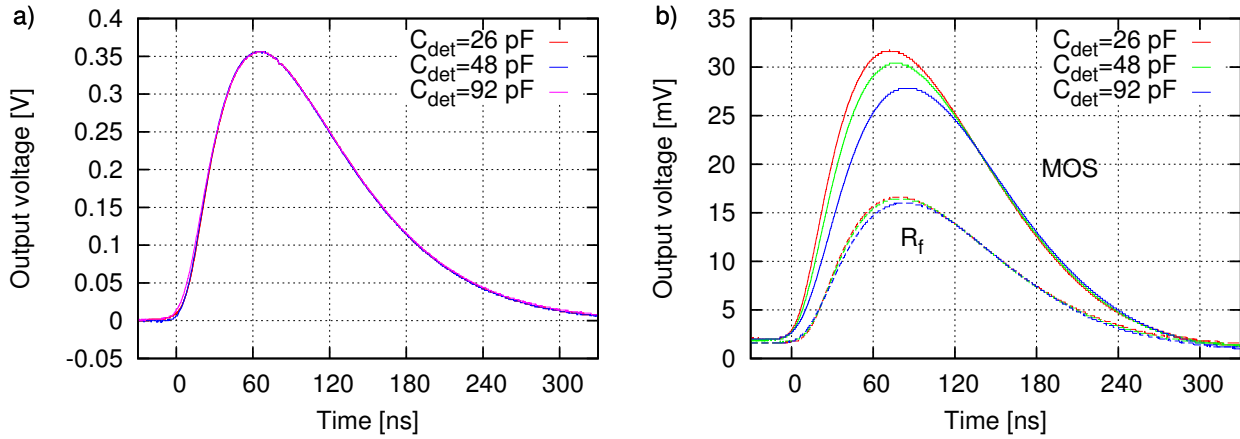 a)
Output voltage [V]
0.4
0.35
0.3
0.25
0.2
0.15
0.1
0.05
0
-0.05
C_det=26 pF
C_det=48 pF
C_det=92 pF
0 60 120 180 240 300
Time [ns]
b)
Output voltage [mV]
35
30
25
20
15
10
5
0
C_det=26 pF
C_det=48 pF
C_det=92 pF
MOS
R_f
0 60 120 180 240 300
Time [ns]